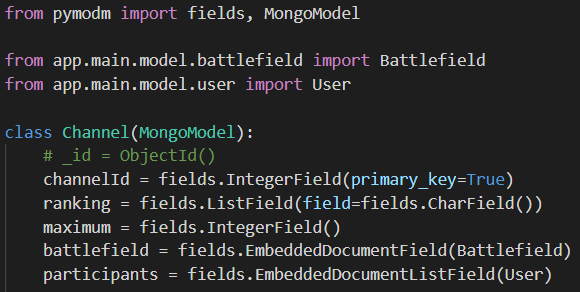 from pymodm import fields, MongoModel
from app.main.model.battlefield import Battlefield
from app.main.model.user import User
class Channel(MongoModel):
# _id = ObjectId()
channelId = fields.IntegerField(primary_key=True)
ranking = fields.ListField(field=fields.CharField())
maximum = fields.IntegerField()
battlefield = fields.EmbeddedDocumentField(Battlefield)
participants = fields.EmbeddedDocumentListField(User)